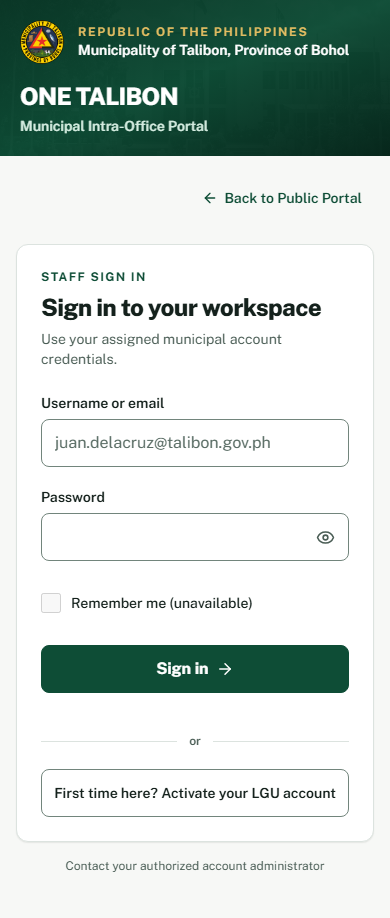 REPUBLIC OF THE PHILIPPINES
Municipality of Talibon, Province of Bohol
ONE TALIBON
Municipal Intra-Office Portal
← Back to Public Portal
STAFF SIGN IN
Sign in to your workspace
Use your assigned municipal account
credentials.
Username or email
juan.delacruz@talibon.gov.ph
Password
Remember me (unavailable)
Sign in →
or
First time here? Activate your LGU account
Contact your authorized account administrator